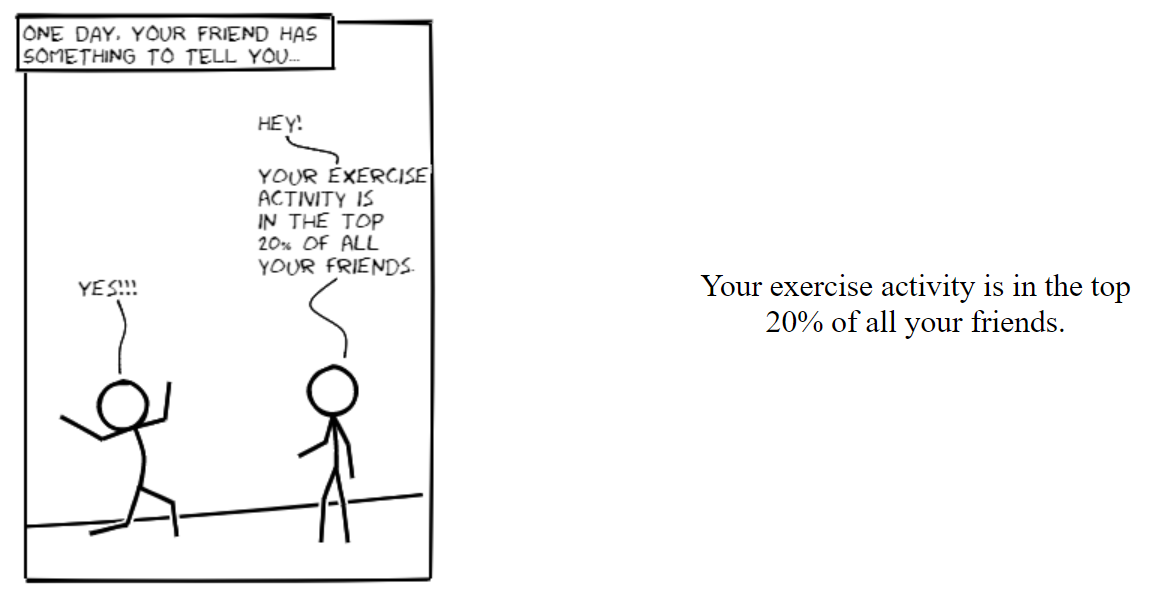 ONE DAY, YOUR FRIEND HAS
SOMETHING TO TELL YOU...
HEY!
YOUR EXERCISE
ACTIVITY IS
IN THE TOP
20% OF ALL
YOUR FRIENDS.
YES!!!
Your exercise activity is in the top
20% of all your friends.